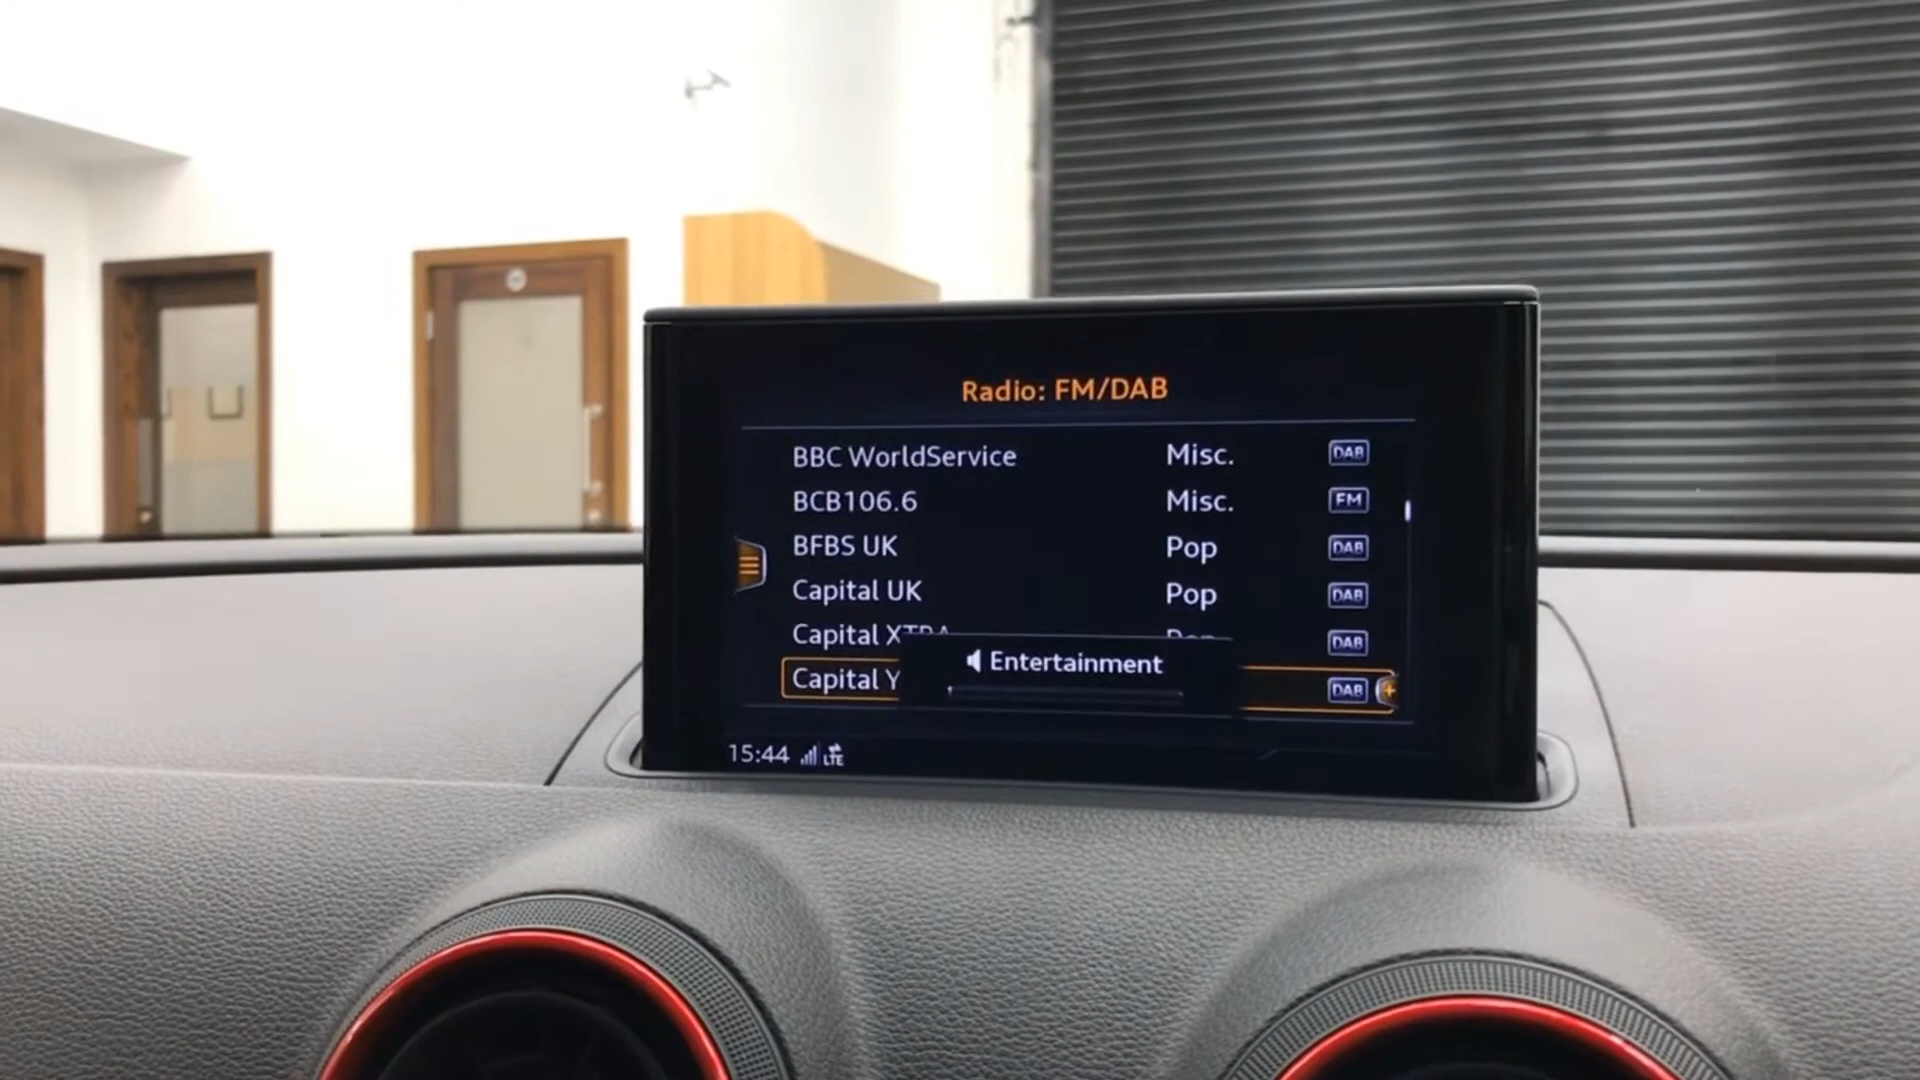 Radio: FM/DAB
BBC WorldService Misc. DAB
BCB106.6 Misc. FM
BFBS UK Pop DAB
Capital UK Pop DAB
Capital XTRA Pop DAB
Capital Y DAB
Entertainment
15:44 LTE